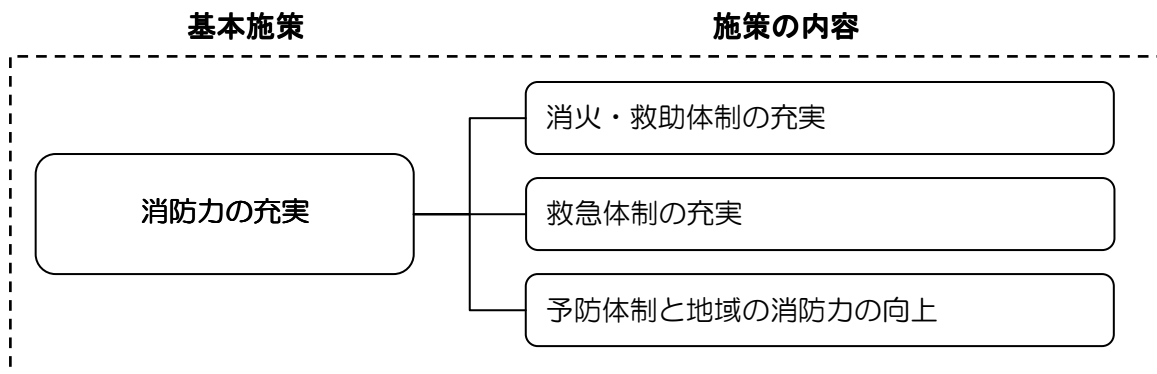 基本施策
施策の内容
消防力の充実
消火・救助体制の充実
救急体制の充実
予防体制と地域の消防力の向上